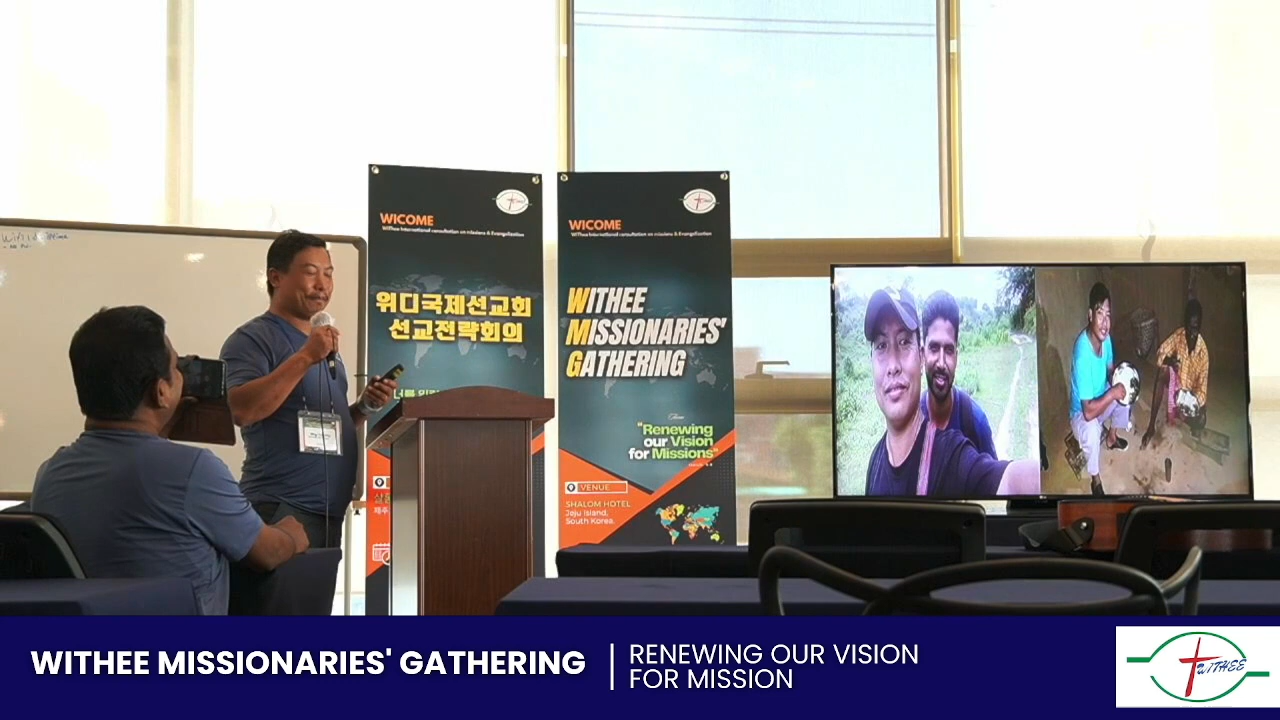 WICOME
WiThee International consultation on missions & Evangelization
위디국제선교회
선교전략회의
WICOME
WiThee International consultation on missions & Evangelization
WITHEE
MISSIONARIES'
GATHERING
Theme
"Renewing
our Vision
for Missions"
VENUE
SHALOM HOTEL
Jeju Island,
South Korea.
WITHEE MISSIONARIES' GATHERING
RENEWING OUR VISION
FOR MISSION
WITHEE